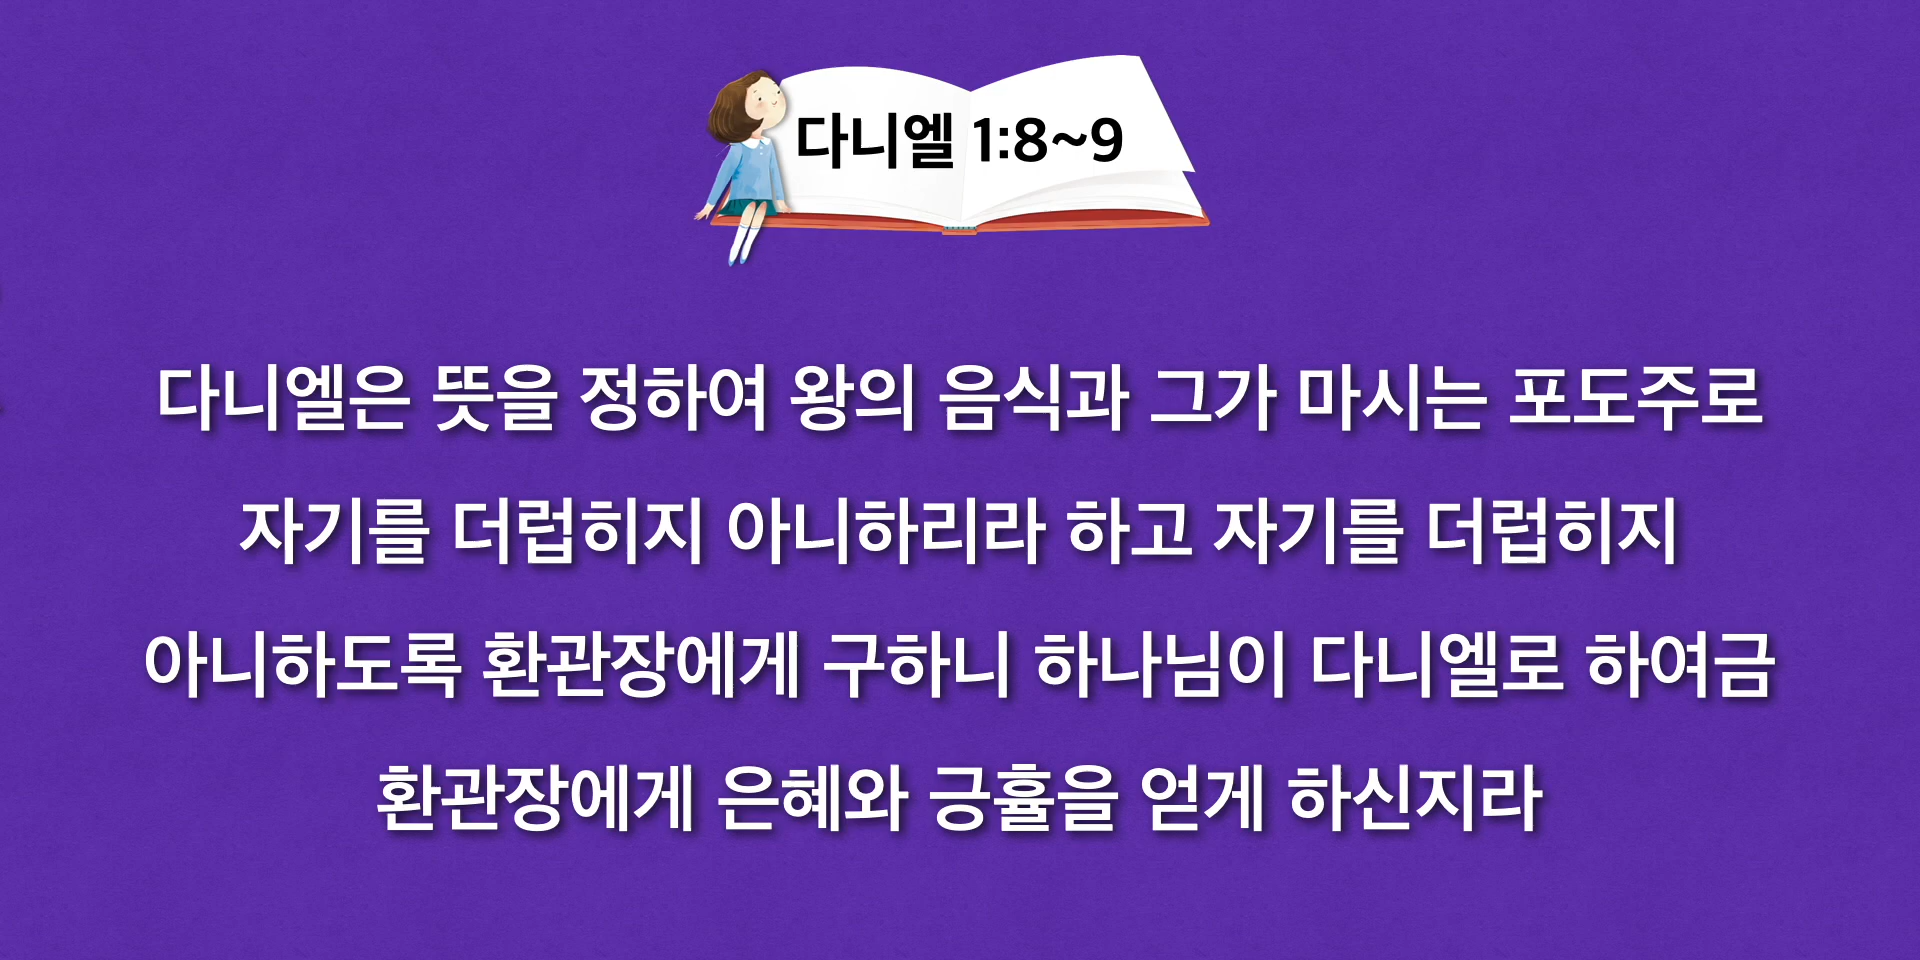 다니엘 1:8~9
다니엘은 뜻을 정하여 왕의 음식과 그가 마시는 포도주로
자기를 더럽히지 아니하리라 하고 자기를 더럽히지
아니하도록 환관장에게 구하니 하나님이 다니엘로 하여금
환관장에게 은혜와 긍휼을 얻게 하신지라